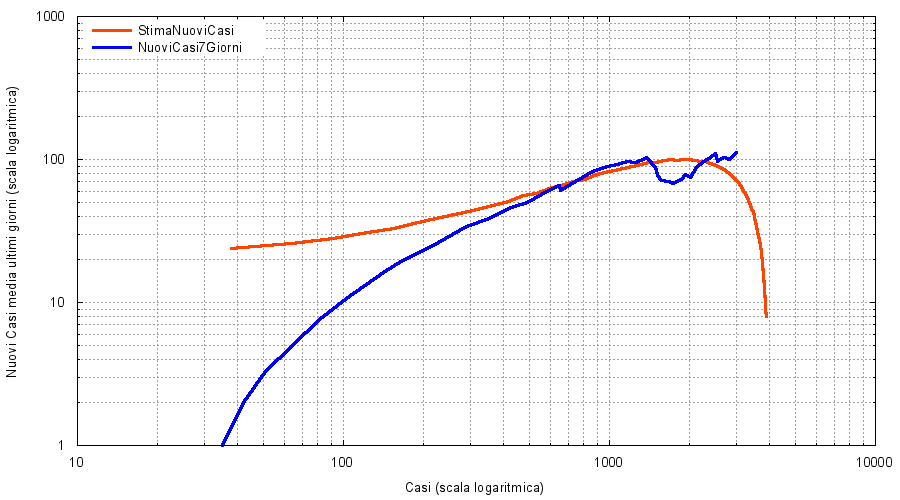 1000
StimaNuoviCasi
NuoviCasi7Giorni
Nuovi Casi media ultimi giorni (scala logaritmica)
100
10
1
10
100
1000
10000
Casi (scala logaritmica)